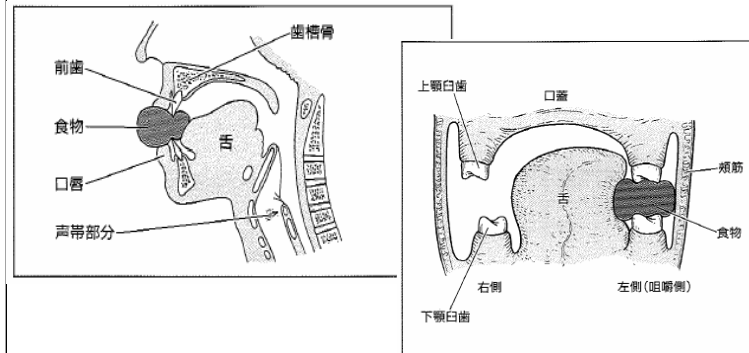 歯槽骨
前歯
食物
舌
口唇
声帯部分
上顎臼歯
口蓋
頬筋
舌
食物
右側
左側(咀嚼側)
下顎臼歯